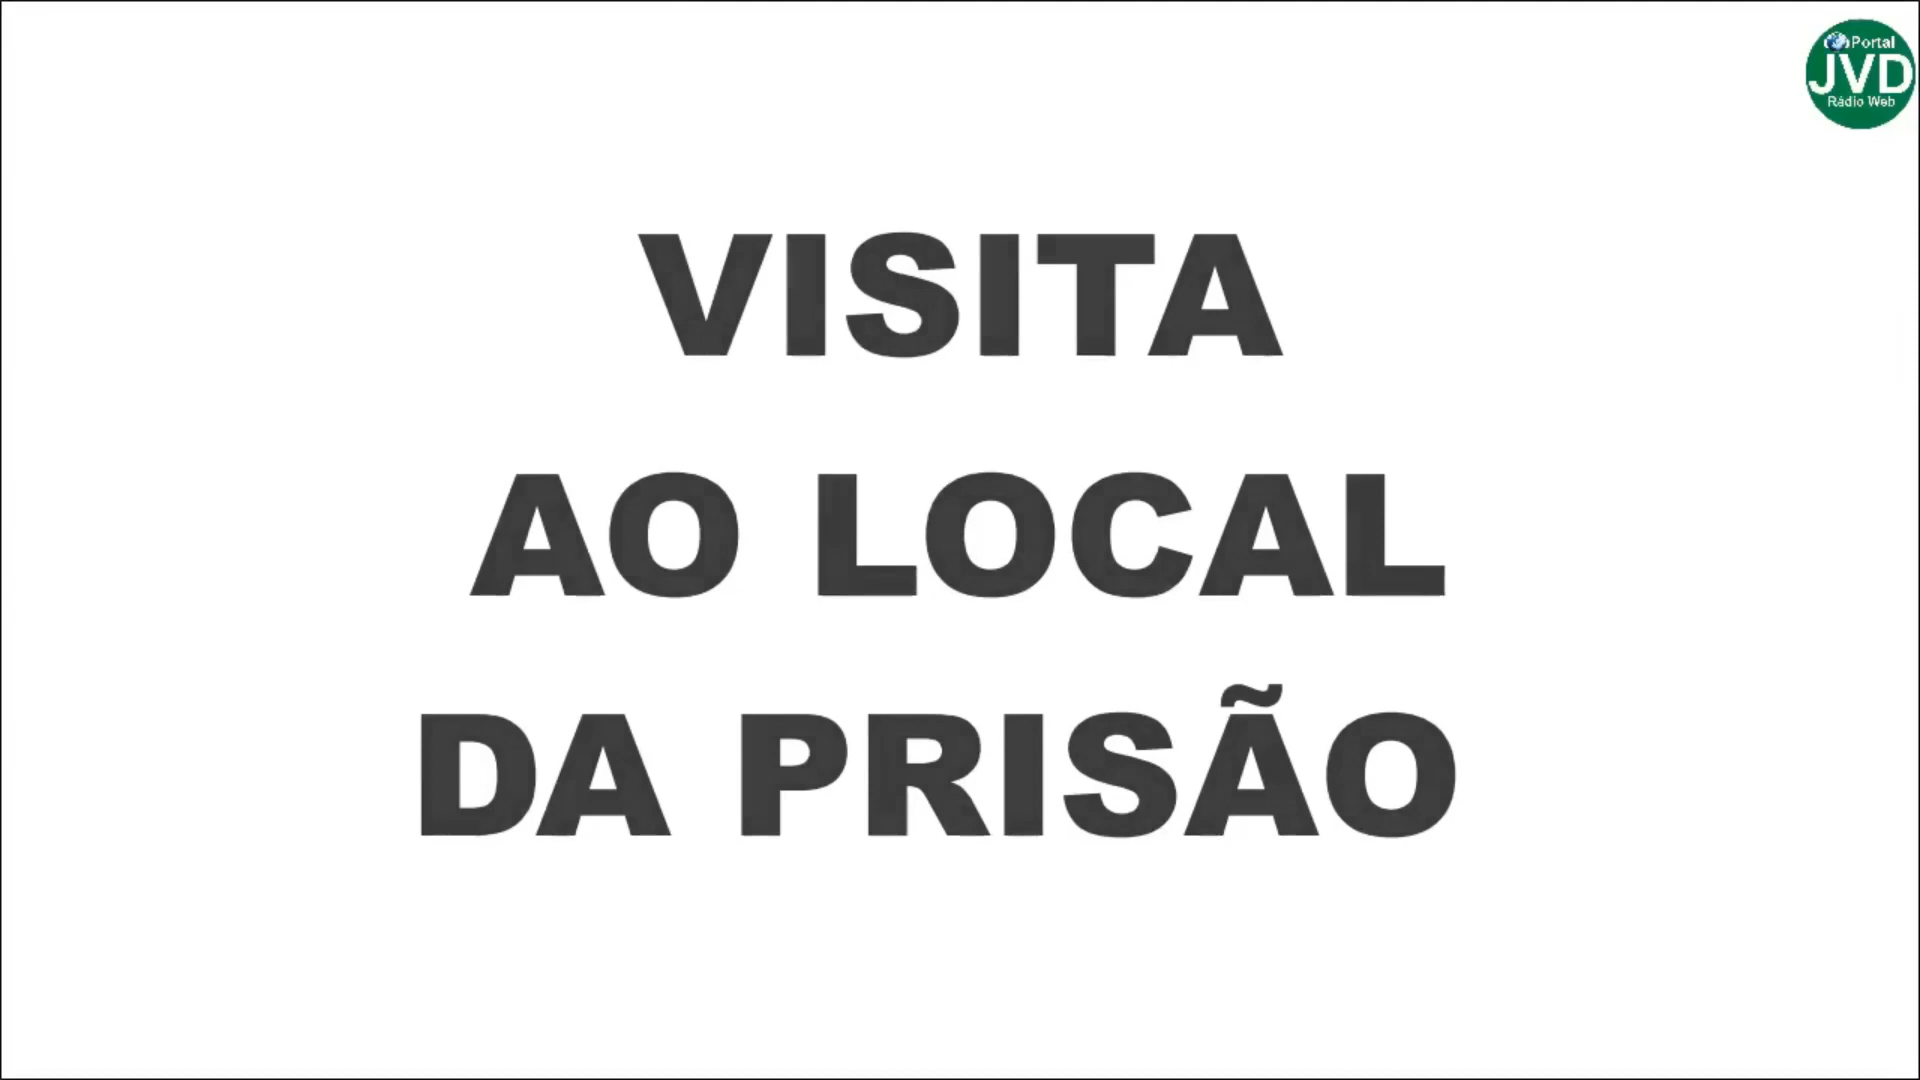 Portal
JVD
Rádio Web
VISITA
AO LOCAL
DA PRISÃO